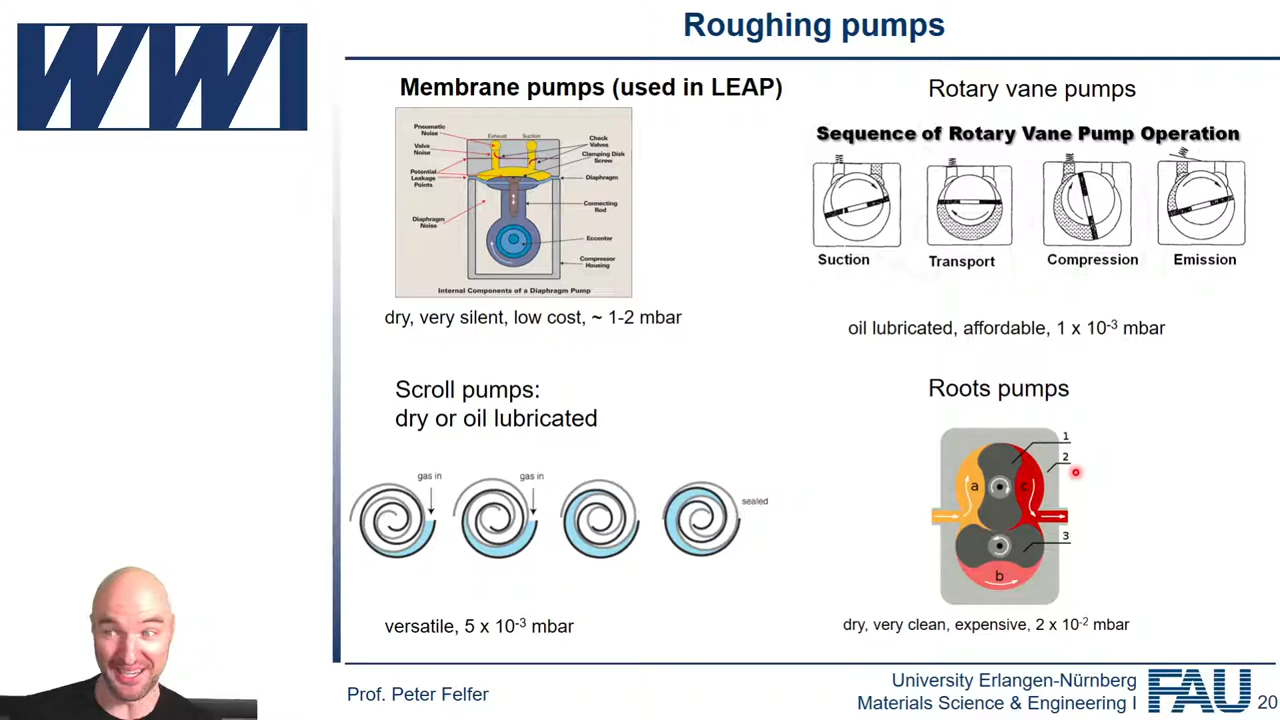 WWI
Roughing pumps
Membrane pumps (used in LEAP)
Pneumatic
Noise
Exhaust
Suction
Check
Valves
Valve
Noise
Clamping Disk
Screw
Potential
Leakage
Points
Diaphragm
Diaphragm
Noise
Connecting
Rod
Eccenter
Compressor
Housing
Internal Components of a Diaphragm Pump
dry, very silent, low cost, ~ 1-2 mbar
Rotary vane pumps
Sequence of Rotary Vane Pump Operation
Suction
Transport
Compression
Emission
oil lubricated, affordable, 1 x 10-3 mbar
Scroll pumps:
dry or oil lubricated
gas in
gas in
sealed
versatile, 5 x 10-3 mbar
Roots pumps
1
2
a
c
3
b
dry, very clean, expensive, 2 x 10-2 mbar
Prof. Peter Felfer
University Erlangen-Nürnberg
Materials Science & Engineering I
FAU
20